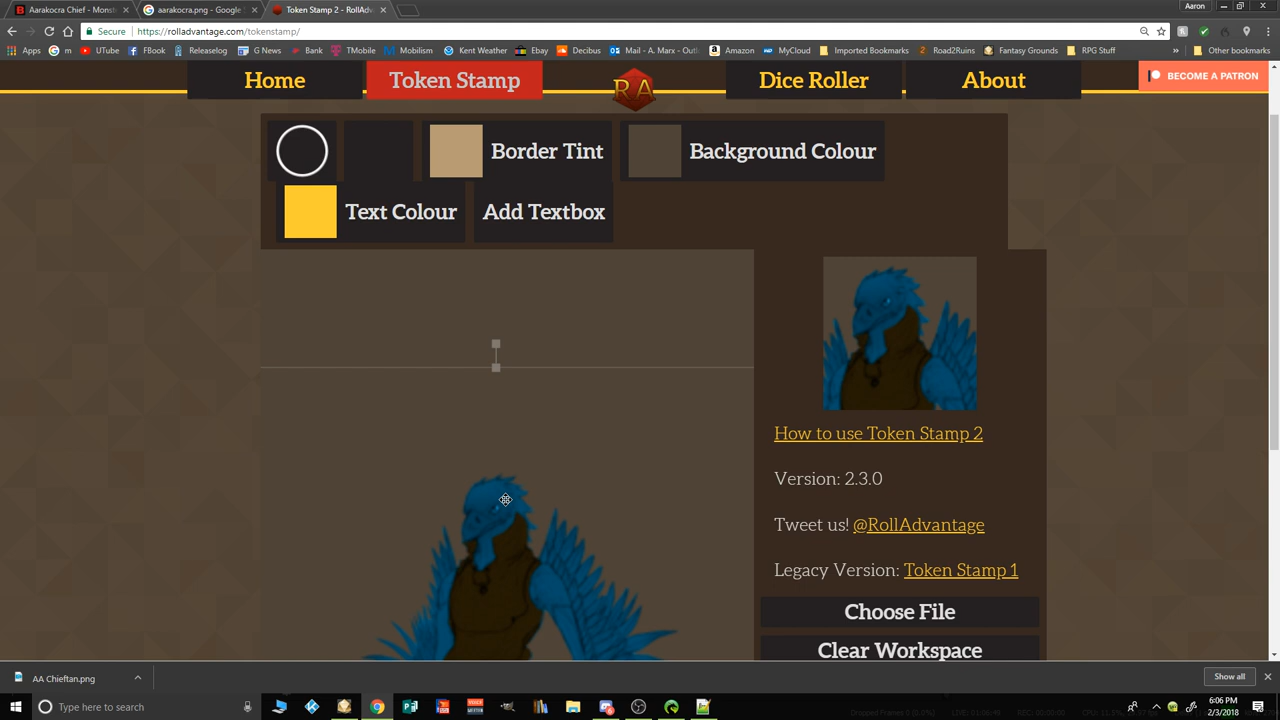 Aarakocra Chief - Monst
aarakocra.png - Google
Token Stamp 2 - RollAdv
Aaron
Secure
https://rolladvantage.com/tokenstamp/
Apps
m
UTube
FBook
Releaselog
G News
Bank
TMobile
Mobilism
Kent Weather
Ebay
Decibus
Mail - A. Marx - Outl
Amazon
MyCloud
Imported Bookmarks
Road2Ruins
Fantasy Grounds
RPG Stuff
»
Other bookmarks
Home
Token Stamp
RA
Dice Roller
About
BECOME A PATRON
Border Tint
Background Colour
Text Colour
Add Textbox
How to use Token Stamp 2
Version: 2.3.0
Tweet us! @RollAdvantage
Legacy Version: Token Stamp 1
Choose File
Clear Workspace
AA Chieftan.png
Show all
Type here to search
6:06 PM
2/3/2018